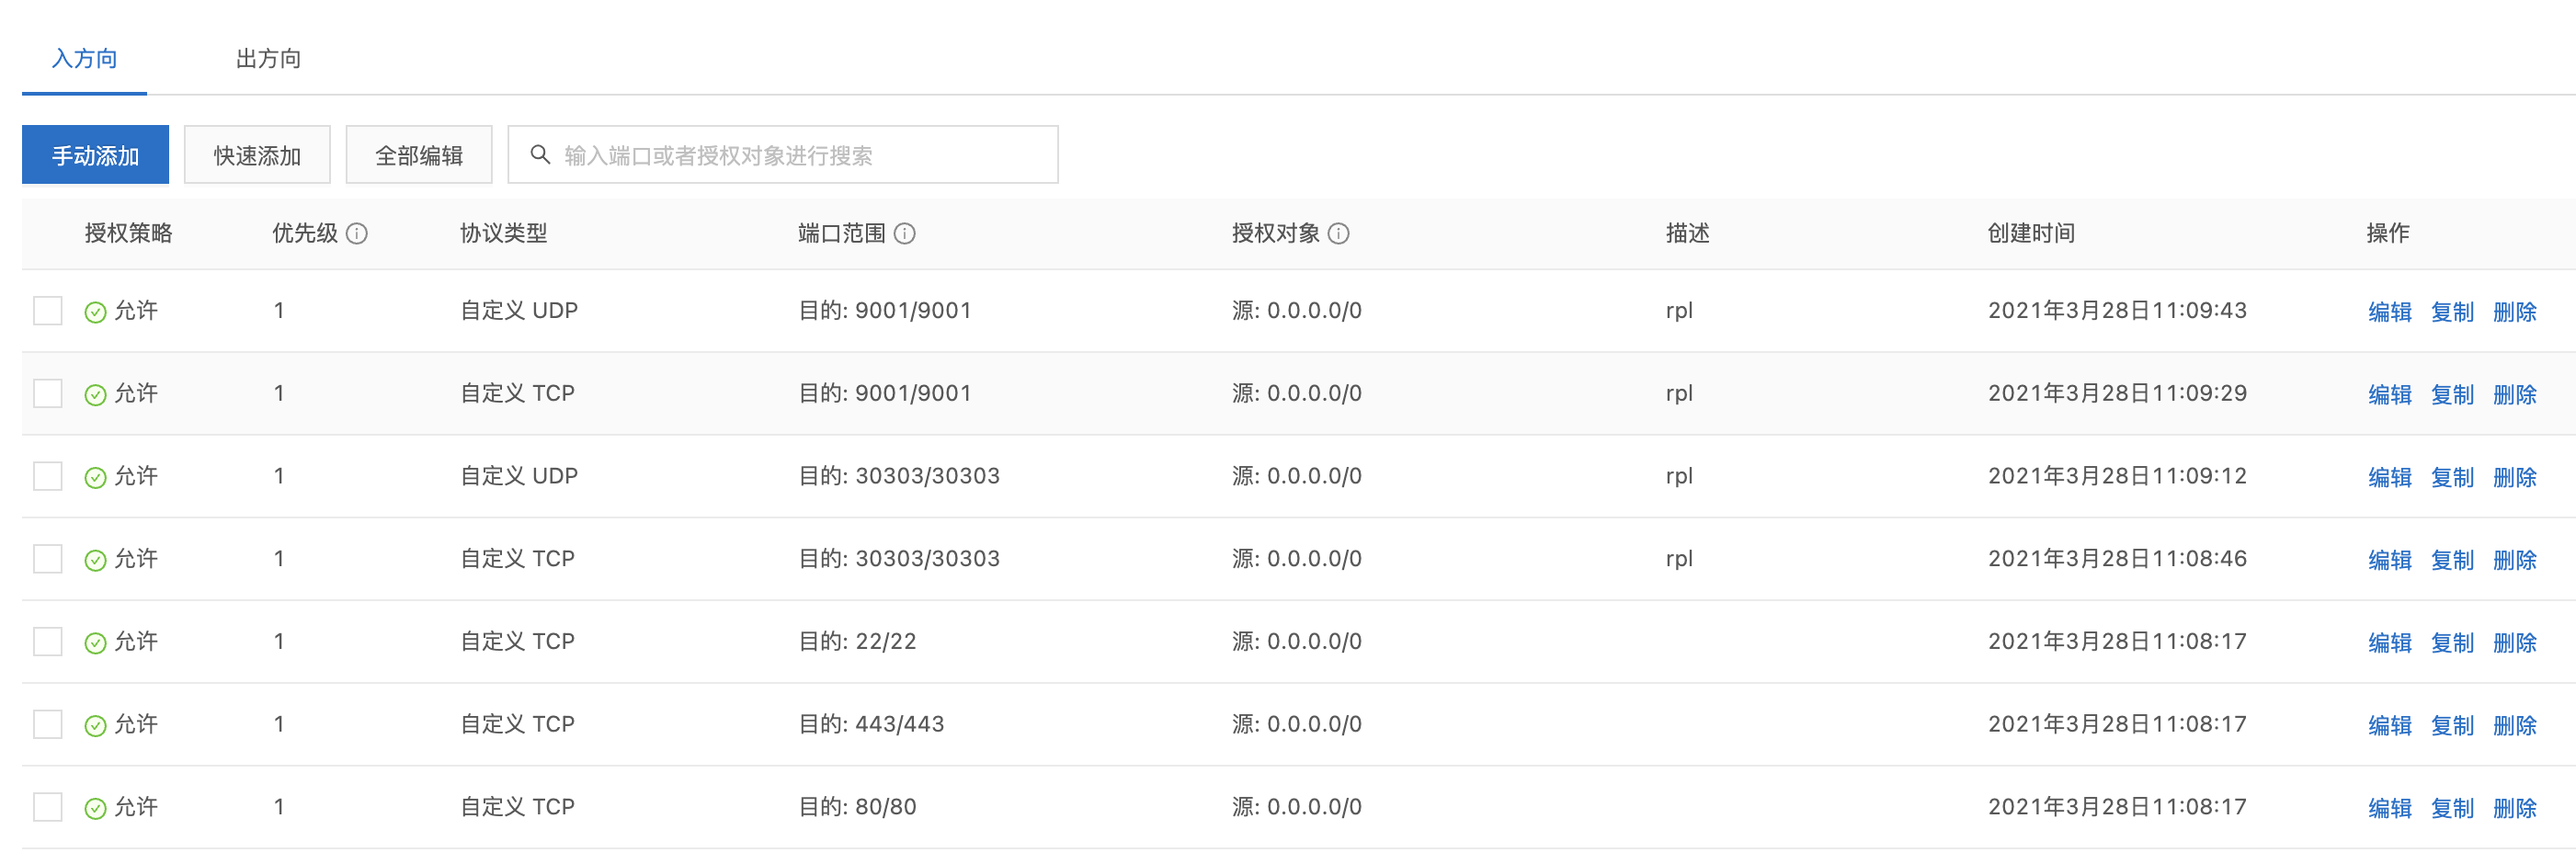 入方向 出方向
手动添加 快速添加 全部编辑 输入端口或者授权对象进行搜索
授权策略 优先级 协议类型 端口范围 授权对象 描述 创建时间 操作
允许 1 自定义 UDP 目的: 9001/9001 源: 0.0.0.0/0 rpl 2021年3月28日11:09:43 编辑 复制 删除
允许 1 自定义 TCP 目的: 9001/9001 源: 0.0.0.0/0 rpl 2021年3月28日11:09:29 编辑 复制 删除
允许 1 自定义 UDP 目的: 30303/30303 源: 0.0.0.0/0 rpl 2021年3月28日11:09:12 编辑 复制 删除
允许 1 自定义 TCP 目的: 30303/30303 源: 0.0.0.0/0 rpl 2021年3月28日11:08:46 编辑 复制 删除
允许 1 自定义 TCP 目的: 22/22 源: 0.0.0.0/0 2021年3月28日11:08:17 编辑 复制 删除
允许 1 自定义 TCP 目的: 443/443 源: 0.0.0.0/0 2021年3月28日11:08:17 编辑 复制 删除
允许 1 自定义 TCP 目的: 80/80 源: 0.0.0.0/0 2021年3月28日11:08:17 编辑 复制 删除